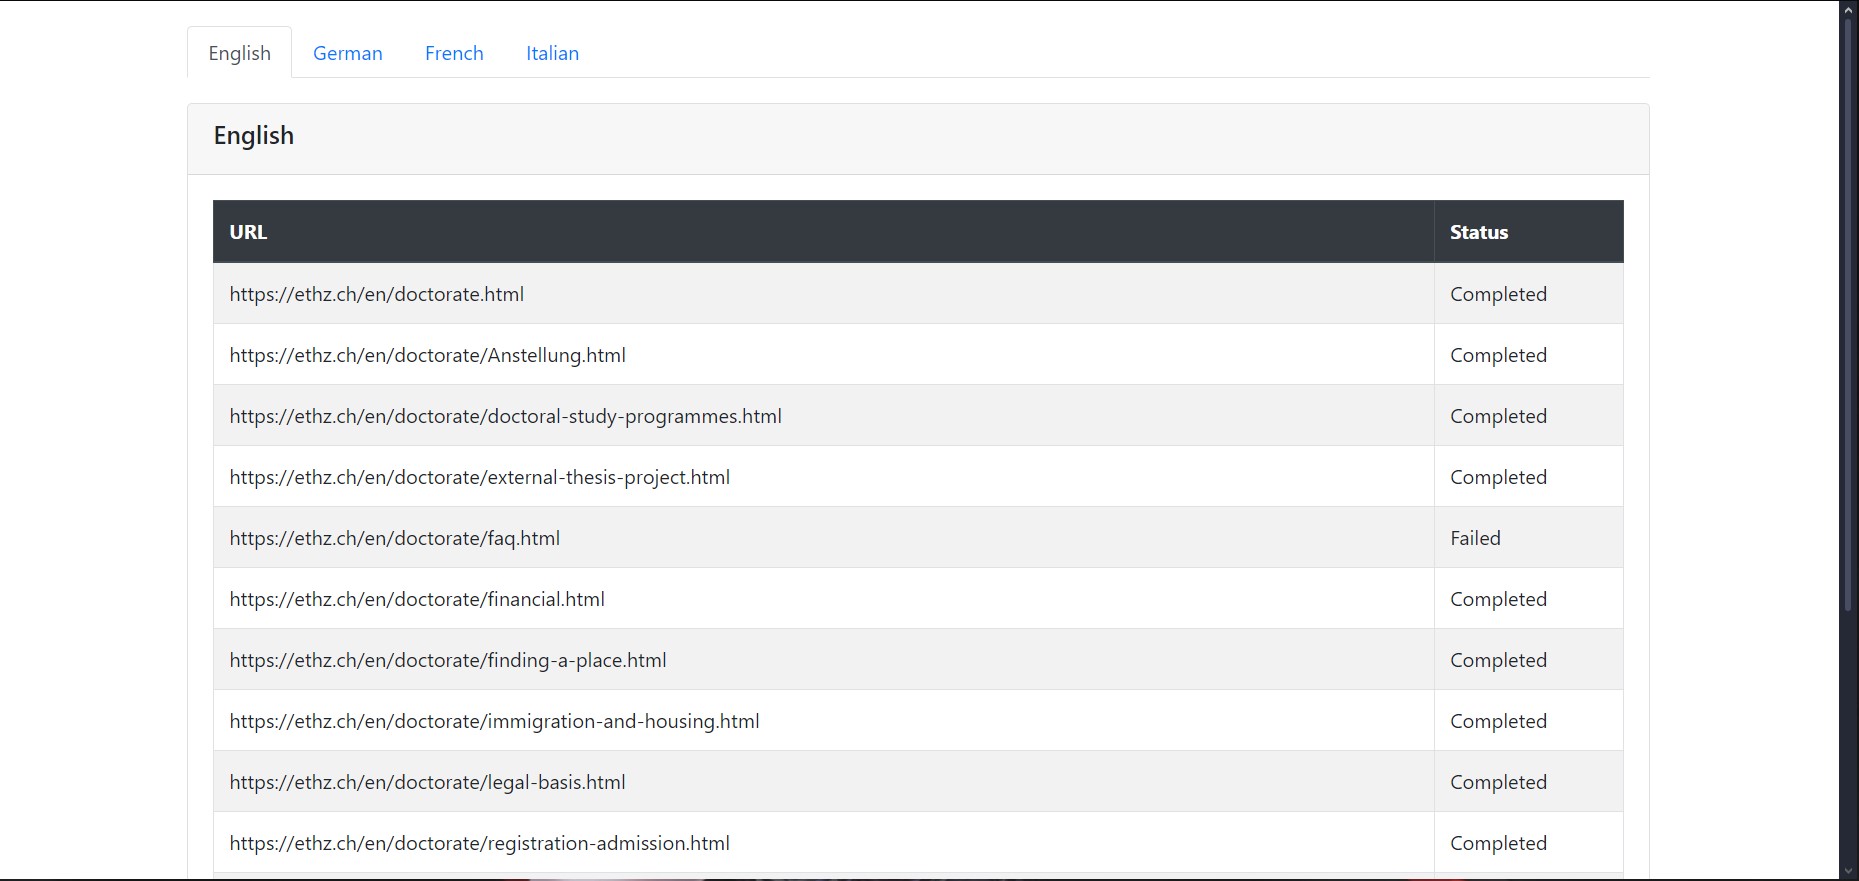 English German French Italian
English
URL Status
https://ethz.ch/en/doctorate.html Completed
https://ethz.ch/en/doctorate/Anstellung.html Completed
https://ethz.ch/en/doctorate/doctoral-study-programmes.html Completed
https://ethz.ch/en/doctorate/external-thesis-project.html Completed
https://ethz.ch/en/doctorate/faq.html Failed
https://ethz.ch/en/doctorate/financial.html Completed
https://ethz.ch/en/doctorate/finding-a-place.html Completed
https://ethz.ch/en/doctorate/immigration-and-housing.html Completed
https://ethz.ch/en/doctorate/legal-basis.html Completed
https://ethz.ch/en/doctorate/registration-admission.html Completed